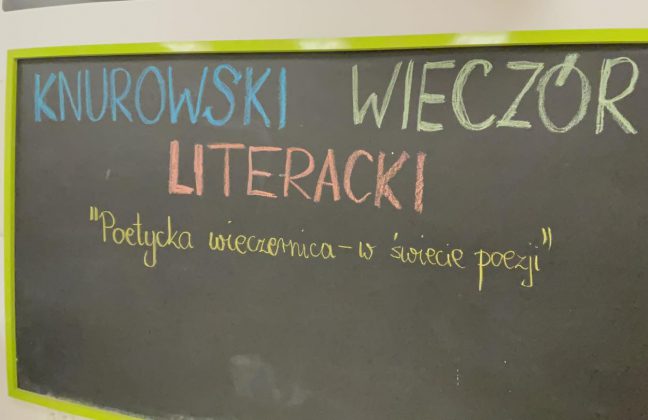 KNUROWSKI WIECZÓR
LITERACKI
"Poetycka wieczernica - w świecie poezji"